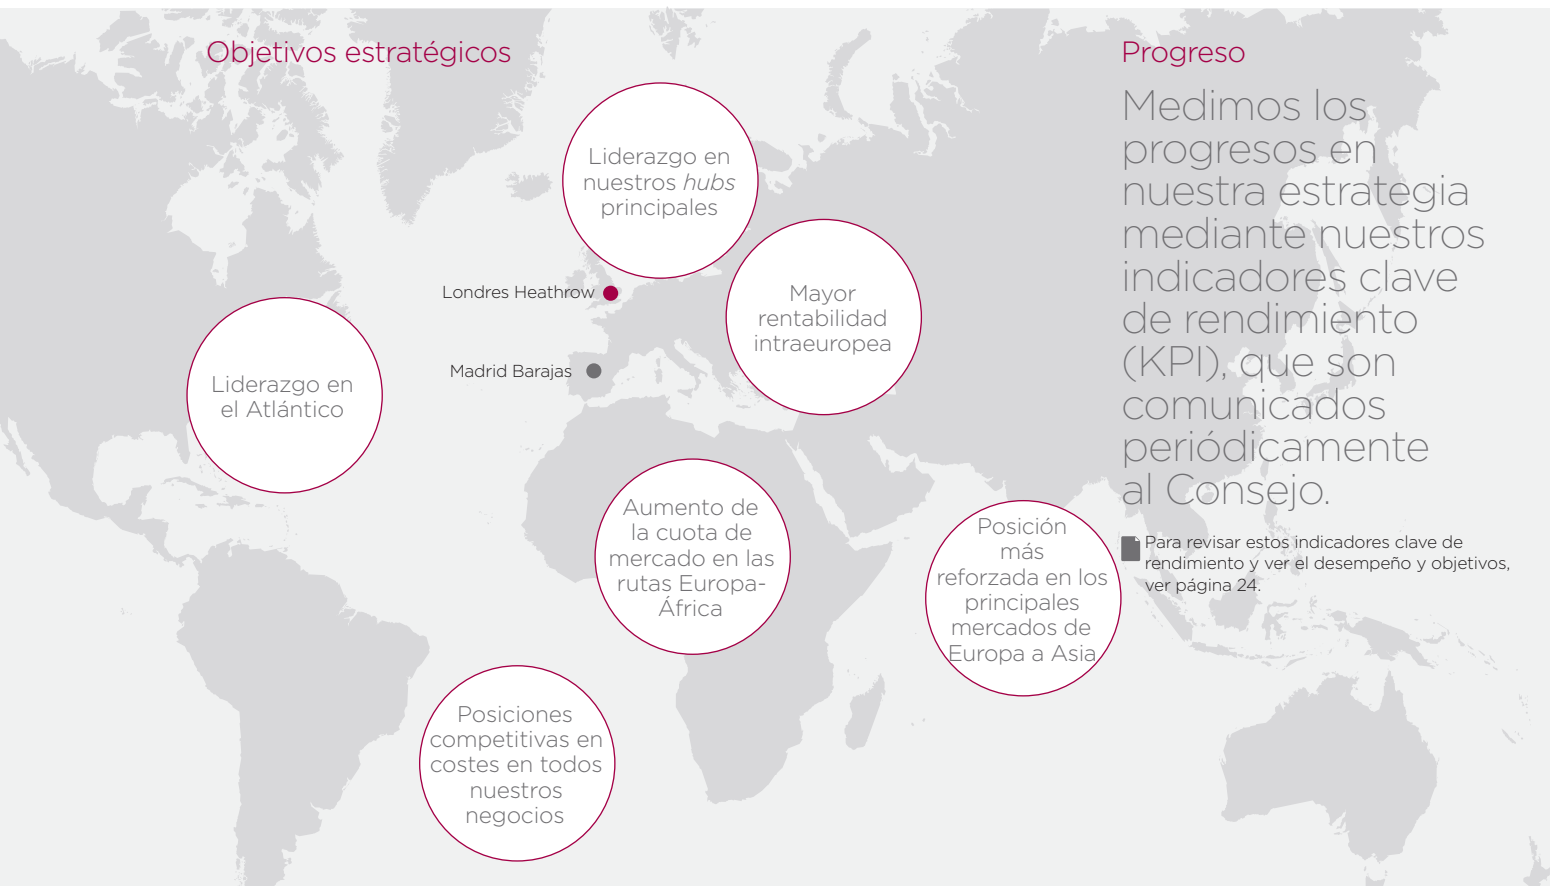 Objetivos estratégicos
Liderazgo en
nuestros hubs
principales
Londres Heathrow
Mayor
rentabilidad
intraeuropea
Madrid Barajas
Liderazgo en
el Atlántico
Aumento de
la cuota de
mercado en las
rutas Europa-
África
Posición
más
reforzada en los
principales
mercados de
Europa a Asia
Posiciones
competitivas en
costes en todos
nuestros
negocios
Progreso
Medimos los
progresos en
nuestra estrategia
mediante nuestros
indicadores clave
de rendimiento
(KPI), que son
comunicados
periódicamente
al Consejo.
Para revisar estos indicadores clave de
rendimiento y ver el desempeño y objetivos,
ver página 24.